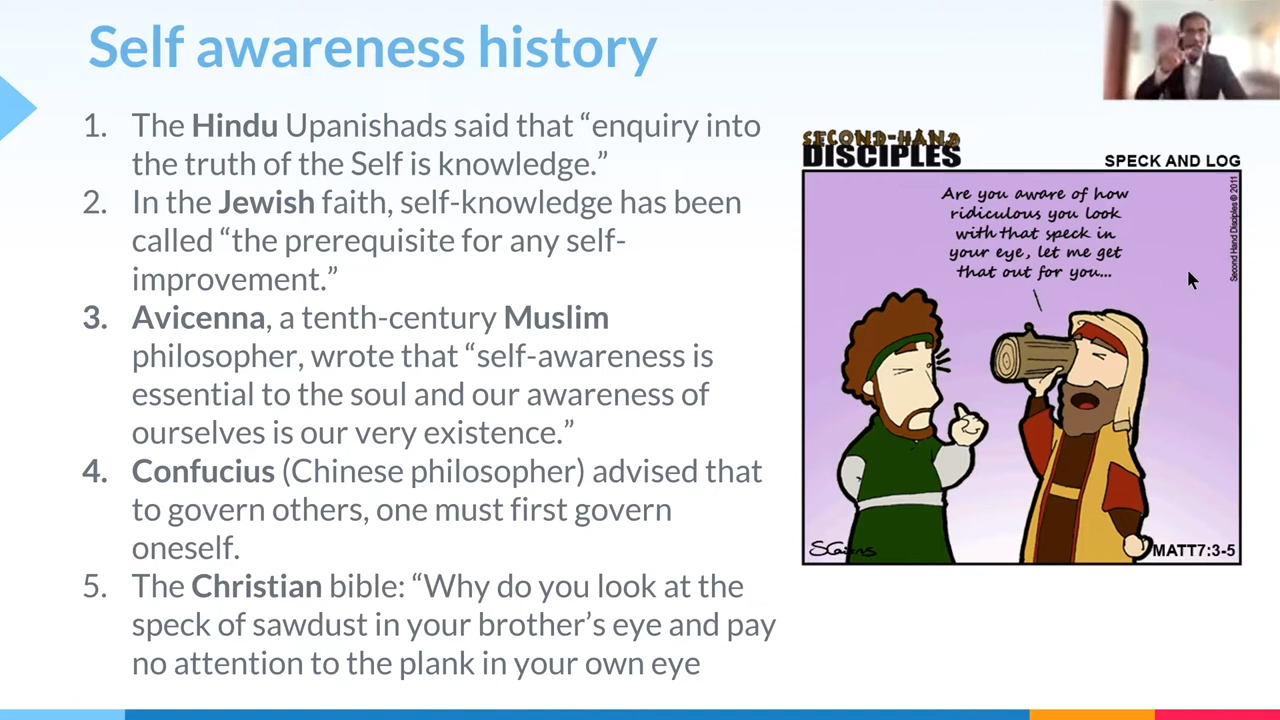 Self awareness history
1. The Hindu Upanishads said that “enquiry into
the truth of the Self is knowledge.”
2. In the Jewish faith, self-knowledge has been
called “the prerequisite for any self-
improvement.”
3. Avicenna, a tenth-century Muslim
philosopher, wrote that “self-awareness is
essential to the soul and our awareness of
ourselves is our very existence.”
4. Confucius (Chinese philosopher) advised that
to govern others, one must first govern
oneself.
5. The Christian bible: “Why do you look at the
speck of sawdust in your brother’s eye and pay
no attention to the plank in your own eye
SECOND-HAND
DISCIPLES
SPECK AND LOG
Are you aware of how
ridiculous you look
with that speck in
your eye, let me get
that out for you...
Second Hand Disciples © 2011
MATT7:3-5